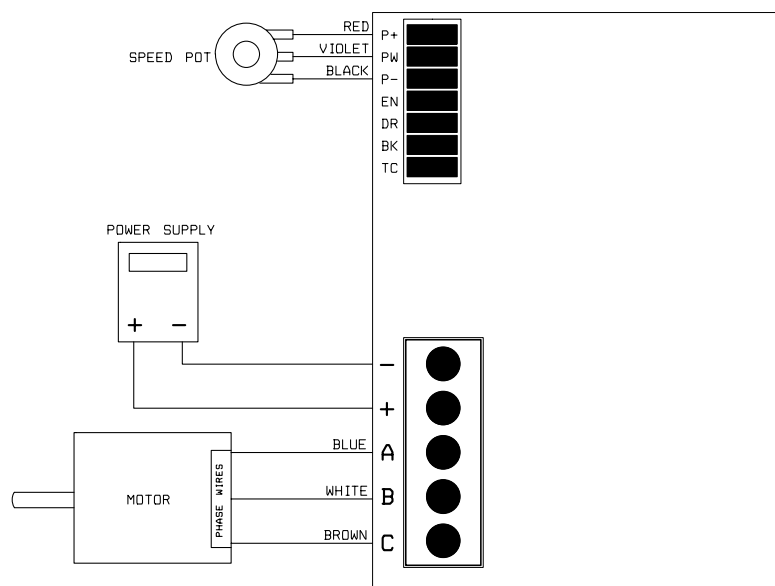 RED
P+
VIOLET
PW
SPEED POT
BLACK
P-
EN
DR
BK
TC
POWER SUPPLY
+ -
-
+
BLUE
A
MOTOR
PHASE WIRES
WHITE
B
BROWN
C